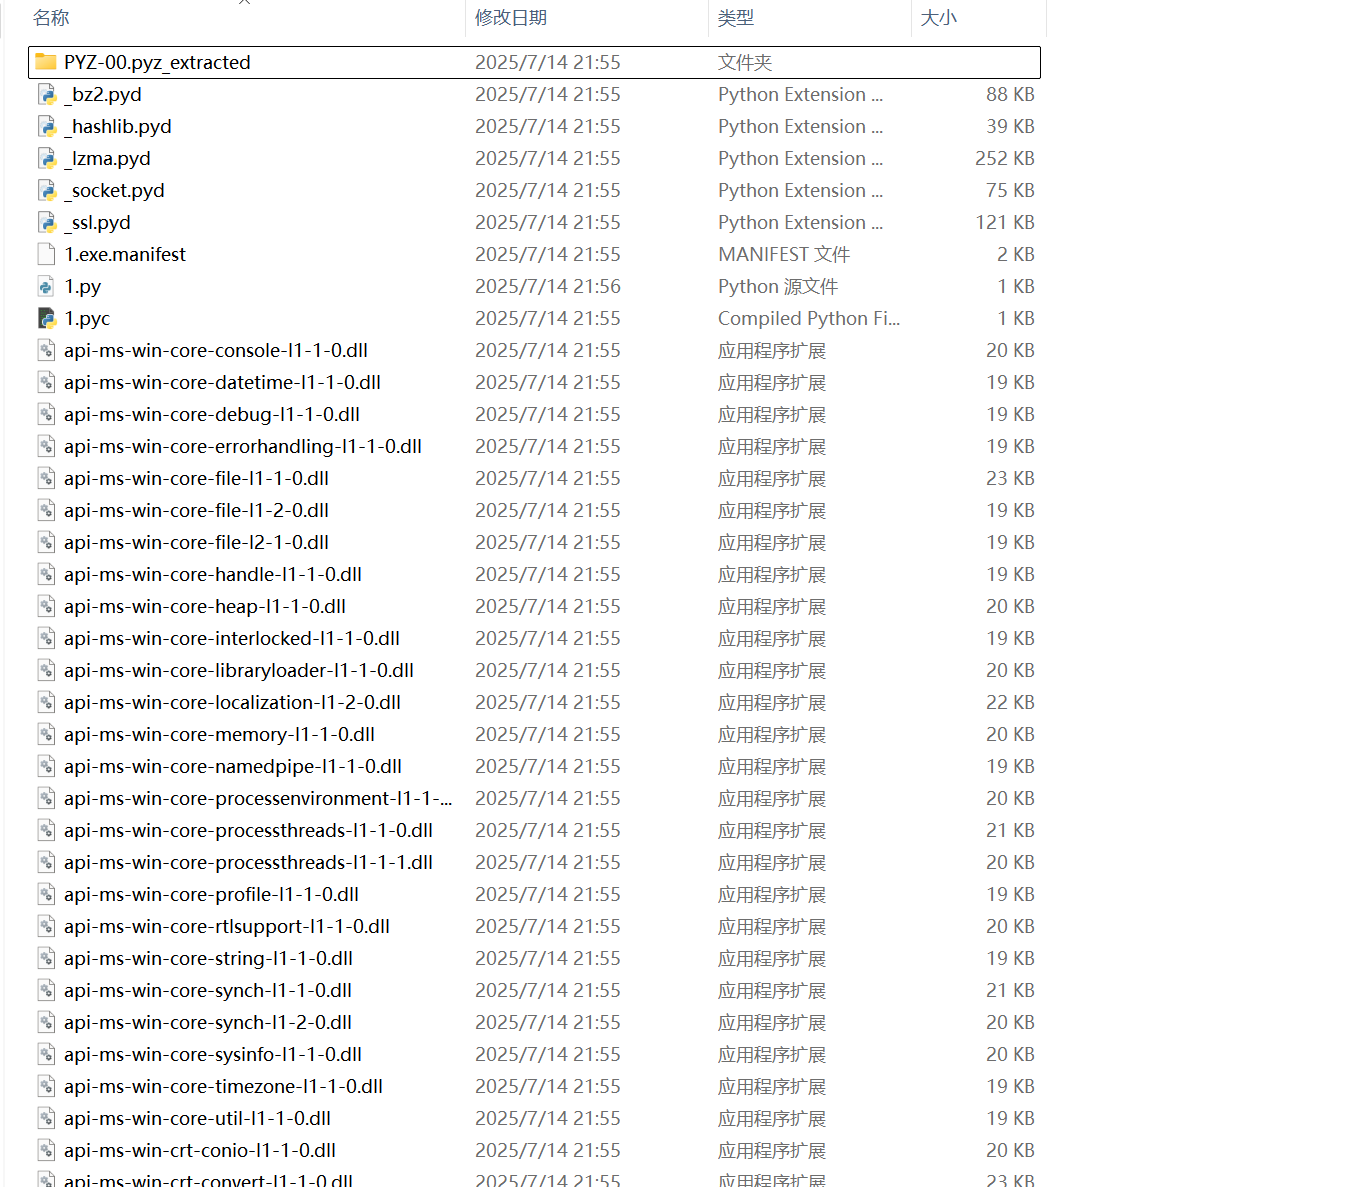 名称 修改日期 类型 大小
PYZ-00.pyz_extracted 2025/7/14 21:55 文件夹
_bz2.pyd 2025/7/14 21:55 Python Extension ... 88 KB
_hashlib.pyd 2025/7/14 21:55 Python Extension ... 39 KB
_lzma.pyd 2025/7/14 21:55 Python Extension ... 252 KB
_socket.pyd 2025/7/14 21:55 Python Extension ... 75 KB
_ssl.pyd 2025/7/14 21:55 Python Extension ... 121 KB
1.exe.manifest 2025/7/14 21:55 MANIFEST 文件 2 KB
1.py 2025/7/14 21:56 Python 源文件 1 KB
1.pyc 2025/7/14 21:55 Compiled Python Fi... 1 KB
api-ms-win-core-console-l1-1-0.dll 2025/7/14 21:55 应用程序扩展 20 KB
api-ms-win-core-datetime-l1-1-0.dll 2025/7/14 21:55 应用程序扩展 19 KB
api-ms-win-core-debug-l1-1-0.dll 2025/7/14 21:55 应用程序扩展 19 KB
api-ms-win-core-errorhandling-l1-1-0.dll 2025/7/14 21:55 应用程序扩展 19 KB
api-ms-win-core-file-l1-1-0.dll 2025/7/14 21:55 应用程序扩展 23 KB
api-ms-win-core-file-l1-2-0.dll 2025/7/14 21:55 应用程序扩展 19 KB
api-ms-win-core-file-l2-1-0.dll 2025/7/14 21:55 应用程序扩展 19 KB
api-ms-win-core-handle-l1-1-0.dll 2025/7/14 21:55 应用程序扩展 19 KB
api-ms-win-core-heap-l1-1-0.dll 2025/7/14 21:55 应用程序扩展 20 KB
api-ms-win-core-interlocked-l1-1-0.dll 2025/7/14 21:55 应用程序扩展 19 KB
api-ms-win-core-libraryloader-l1-1-0.dll 2025/7/14 21:55 应用程序扩展 20 KB
api-ms-win-core-localization-l1-2-0.dll 2025/7/14 21:55 应用程序扩展 22 KB
api-ms-win-core-memory-l1-1-0.dll 2025/7/14 21:55 应用程序扩展 20 KB
api-ms-win-core-namedpipe-l1-1-0.dll 2025/7/14 21:55 应用程序扩展 19 KB
api-ms-win-core-processenvironment-l1-1-... 2025/7/14 21:55 应用程序扩展 20 KB
api-ms-win-core-processthreads-l1-1-0.dll 2025/7/14 21:55 应用程序扩展 21 KB
api-ms-win-core-processthreads-l1-1-1.dll 2025/7/14 21:55 应用程序扩展 20 KB
api-ms-win-core-profile-l1-1-0.dll 2025/7/14 21:55 应用程序扩展 19 KB
api-ms-win-core-rtlsupport-l1-1-0.dll 2025/7/14 21:55 应用程序扩展 20 KB
api-ms-win-core-string-l1-1-0.dll 2025/7/14 21:55 应用程序扩展 19 KB
api-ms-win-core-synch-l1-1-0.dll 2025/7/14 21:55 应用程序扩展 21 KB
api-ms-win-core-synch-l1-2-0.dll 2025/7/14 21:55 应用程序扩展 20 KB
api-ms-win-core-sysinfo-l1-1-0.dll 2025/7/14 21:55 应用程序扩展 20 KB
api-ms-win-core-timezone-l1-1-0.dll 2025/7/14 21:55 应用程序扩展 19 KB
api-ms-win-core-util-l1-1-0.dll 2025/7/14 21:55 应用程序扩展 19 KB
api-ms-win-crt-conio-l1-1-0.dll 2025/7/14 21:55 应用程序扩展 20 KB
api-ms-win-crt-convert-l1-1-0.dll 2025/7/14 21:55 应用程序扩展 23 KB